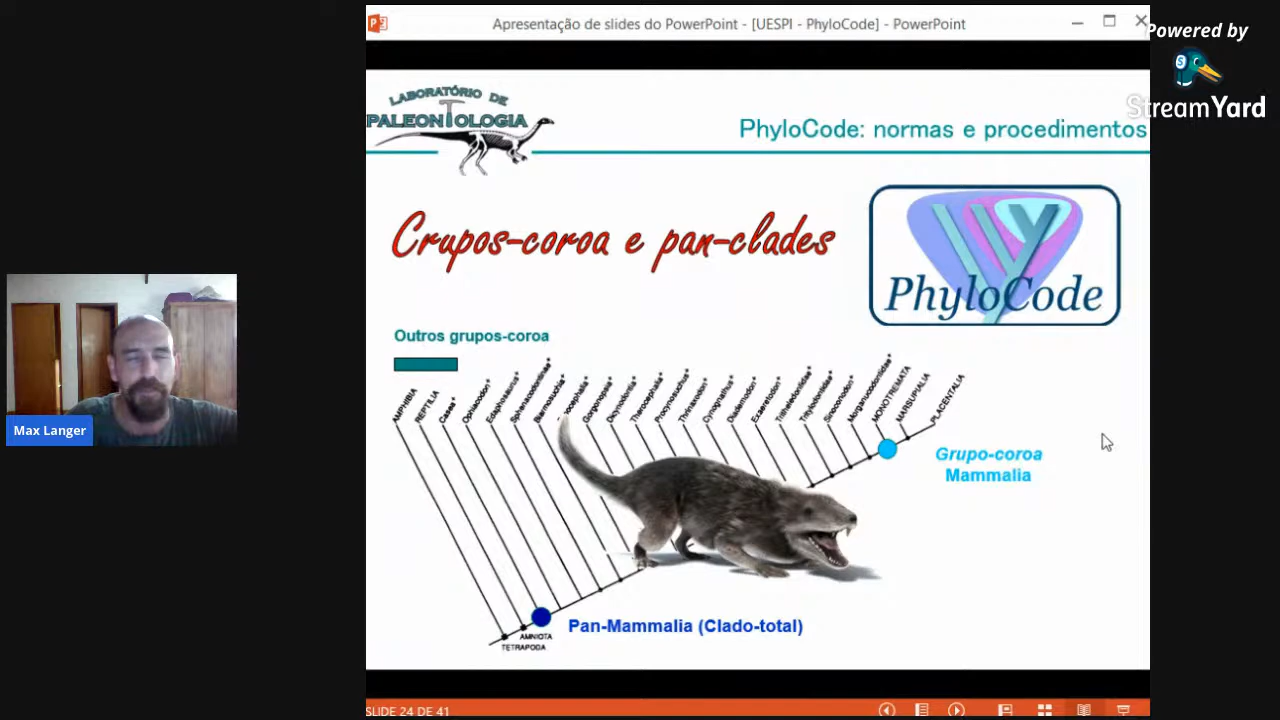 Apresentação de slides do PowerPoint - [UESPI - PhyloCode] - PowerPoint
Powered by
StreamYard
LABORATÓRIO DE
PALEONTOLOGIA
PhyloCode: normas e procedimentos
Crupos-coroa e pan-clades
PhyloCode
Outros grupos-coroa
AMPHIBIA
REPTILIA
Casea*
Ophiacodon*
Edaphosaurus*
Sphenacodontinae*
Biarmosuchia*
Gorgonopsia*
Dicynodontia*
Therocephalia*
Procynosuchus*
Thrinaxodon*
Cynognathus*
Diademodon*
Exaeretodon*
Tritheledontidae*
Tritylodontidae*
Sinoconodon*
Morganucodontidae*
MONOTREMATA
MARSUPIALIA
PLACENTALIA
Grupo-coroa
Mammalia
Max Langer
Pan-Mammalia (Clado-total)
AMNIOTA
TETRAPODA
SLIDE 24 DE 41